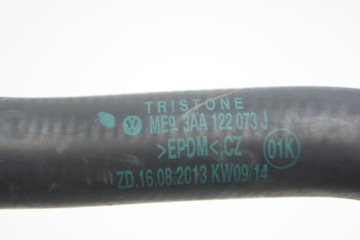 TRISTONE
ME9 3AA 122 073 J
>EPDM< CZ 01K
ZD.16.08.2013 KW09/14